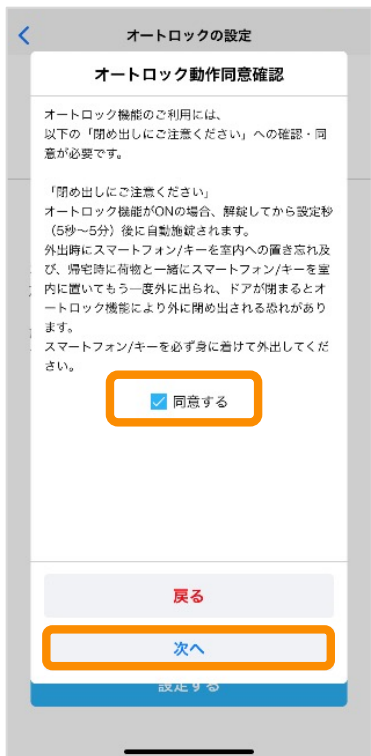 オートロックの設定
オートロック動作同意確認
オートロック機能のご利用には、
以下の「閉め出しにご注意ください」への確認・同
意が必要です。
「閉め出しにご注意ください」
オートロック機能がONの場合、解錠してから設定秒
（5秒〜5分）後に自動施錠されます。
外出時にスマートフォン/キーを室内への置き忘れ及
び、帰宅時に荷物と一緒にスマートフォン/キーを室
内に置いてもう一度外に出られ、ドアが閉まるとオ
ートロック機能により外に閉め出される恐れがあり
ます。
スマートフォン/キーを必ず身に着けて外出してくだ
さい。
同意する
戻る
次へ
設定する